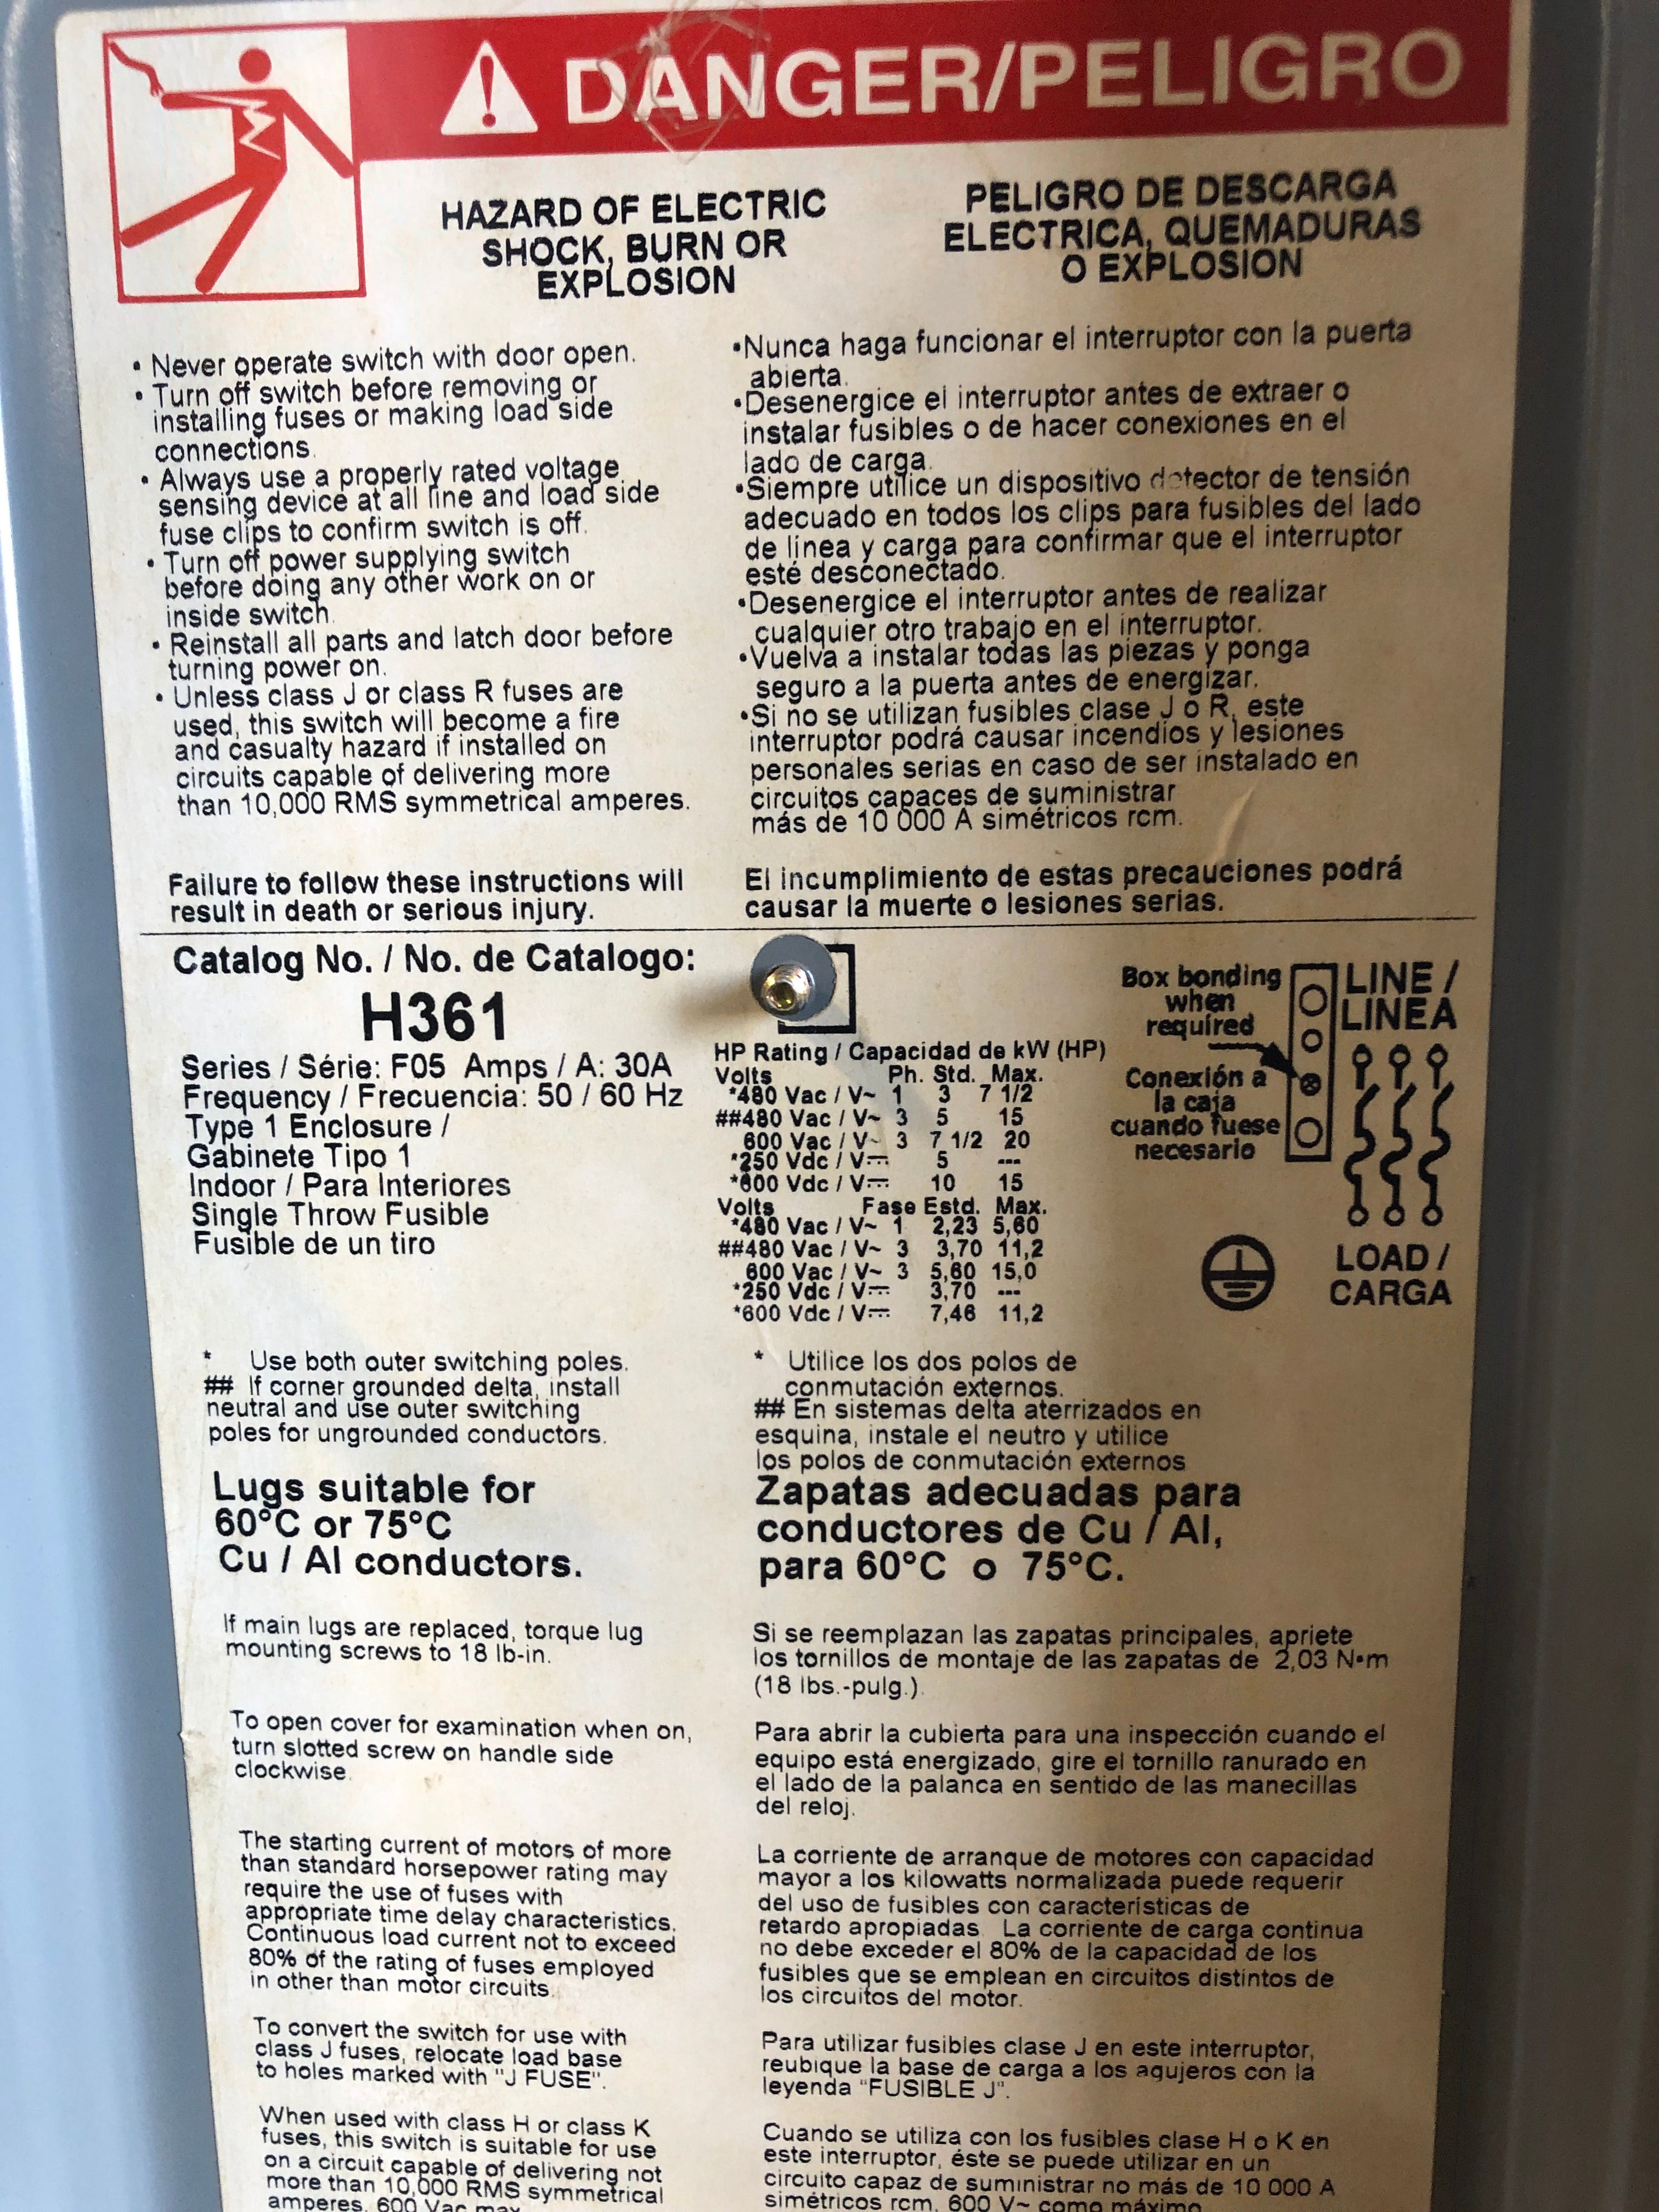 DANGER/PELIGRO
HAZARD OF ELECTRIC
SHOCK, BURN OR
EXPLOSION
• Never operate switch with door open.
• Turn off switch before removing or
installing fuses or making load side
connections.
• Always use a properly rated voltage
sensing device at all line and load side
fuse clips to confirm switch is off.
• Turn off power supplying switch
before doing any other work on or
inside switch.
• Reinstall all parts and latch door before
turning power on.
• Unless class J or class R fuses are
used, this switch will become a fire
and casualty hazard if installed on
circuits capable of delivering more
than 10,000 RMS symmetrical amperes.
Failure to follow these instructions will
result in death or serious injury.
PELIGRO DE DESCARGA
ELECTRICA, QUEMADURAS
O EXPLOSION
•Nunca haga funcionar el interruptor con la puerta
abierta.
•Desenergice el interruptor antes de extraer o
instalar fusibles o de hacer conexiones en el
lado de carga.
•Siempre utilice un dispositivo detector de tensión
adecuado en todos los clips para fusibles del lado
de línea y carga para confirmar que el interruptor
esté desconectado.
•Desenergice el interruptor antes de realizar
cualquier otro trabajo en el interruptor.
•Vuelva a instalar todas las piezas y ponga
seguro a la puerta antes de energizar.
•Si no se utilizan fusibles clase J o R, este
interruptor podrá causar incendios y lesiones
personales serias en caso de ser instalado en
circuitos capaces de suministrar
más de 10 000 A simétricos rcm.
El incumplimiento de estas precauciones podrá
causar la muerte o lesiones serias.
Catalog No. / No. de Catalogo:
H361
Series / Série: F05 Amps / A: 30A
Frequency / Frecuencia: 50 / 60 Hz
Type 1 Enclosure /
Gabinete Tipo 1
Indoor / Para Interiores
Single Throw Fusible
Fusible de un tiro
HP Rating / Capacidad de kW (HP)
Volts Ph. Std. Max.
*480 Vac / V~ 1 3 7 1/2
##480 Vac / V~ 3 5 15
600 Vac / V~ 3 7 1/2 20
*250 Vdc / V⎓ 5 ---
*600 Vdc / V⎓ 10 15
Volts Fase Estd. Max.
*480 Vac / V~ 1 2,23 5,60
##480 Vac / V~ 3 3,70 11,2
600 Vac / V~ 3 5,60 15,0
*250 Vdc / V⎓ 3,70 ---
*600 Vdc / V⎓ 7,46 11,2
Box bonding
when
required
Conexión a
la caja
cuando fuese
necesario
LINE /
LINEA
LOAD /
CARGA
* Use both outer switching poles.
## If corner grounded delta, install
neutral and use outer switching
poles for ungrounded conductors.
Lugs suitable for
60°C or 75°C
Cu / Al conductors.
If main lugs are replaced, torque lug
mounting screws to 18 lb-in.
To open cover for examination when on,
turn slotted screw on handle side
clockwise.
The starting current of motors of more
than standard horsepower rating may
require the use of fuses with
appropriate time delay characteristics.
Continuous load current not to exceed
80% of the rating of fuses employed
in other than motor circuits.
To convert the switch for use with
class J fuses, relocate load base
to holes marked with "J FUSE".
When used with class H or class K
fuses, this switch is suitable for use
on a circuit capable of delivering not
more than 10,000 RMS symmetrical
amperes, 600 Vac max
* Utilice los dos polos de
conmutación externos.
## En sistemas delta aterrizados en
esquina, instale el neutro y utilice
los polos de conmutación externos
Zapatas adecuadas para
conductores de Cu / Al,
para 60°C o 75°C.
Si se reemplazan las zapatas principales, apriete
los tornillos de montaje de las zapatas de 2,03 N•m
(18 lbs.-pulg.).
Para abrir la cubierta para una inspección cuando el
equipo está energizado, gire el tornillo ranurado en
el lado de la palanca en sentido de las manecillas
del reloj.
La corriente de arranque de motores con capacidad
mayor a los kilowatts normalizada puede requerir
del uso de fusibles con características de
retardo apropiadas. La corriente de carga continua
no debe exceder el 80% de la capacidad de los
fusibles que se emplean en circuitos distintos de
los circuitos del motor.
Para utilizar fusibles clase J en este interruptor,
reubique la base de carga a los agujeros con la
leyenda "FUSIBLE J".
Cuando se utiliza con los fusibles clase H o K en
este interruptor, éste se puede utilizar en un
circuito capaz de suministrar no más de 10 000 A
simétricos rcm, 600 V~ como máximo